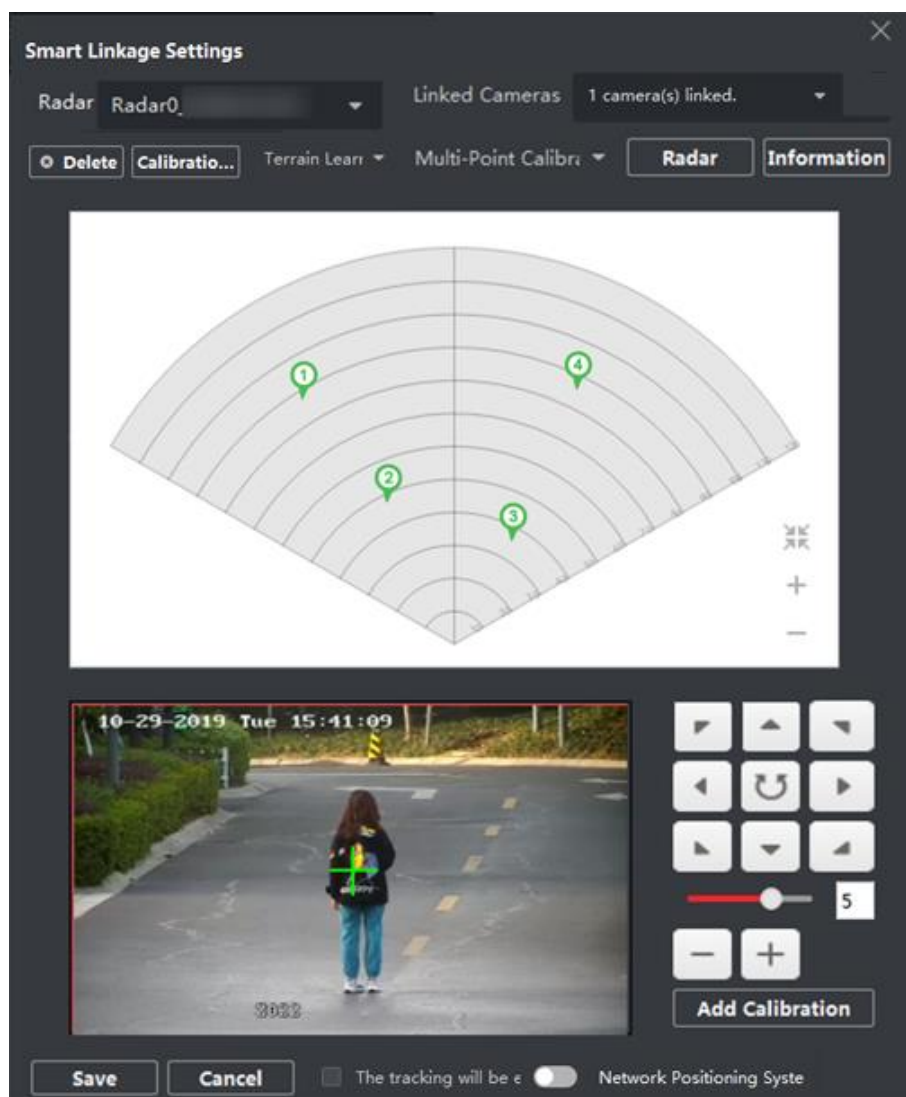 Smart Linkage Settings
Radar Radar0_ Linked Cameras 1 camera(s) linked.
Delete Calibratio... Terrain Learr Multi-Point Calibra Radar Information
1
4
2
3
10-29-2019 Tue 15:41:09
5
Add Calibration
Save Cancel The tracking will be e Network Positioning Syste